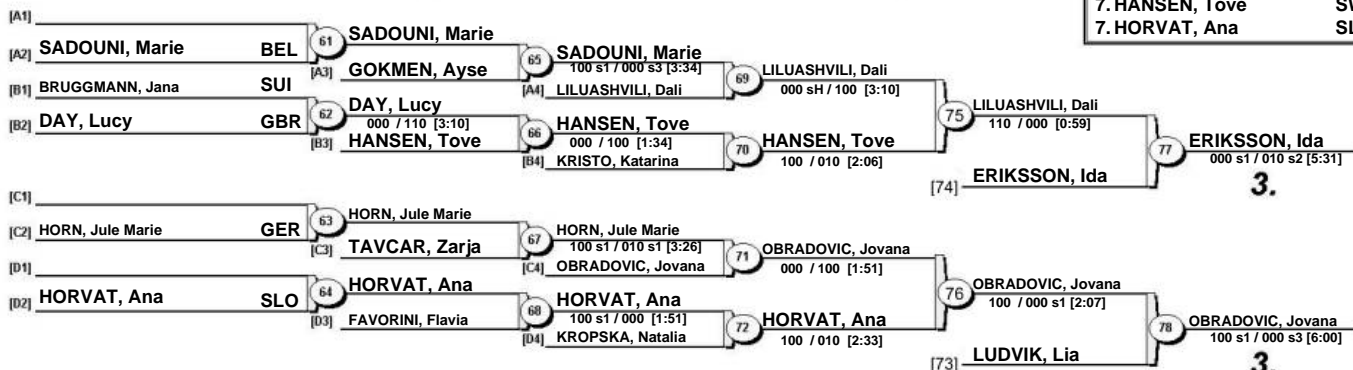 7. HANSEN, Tove
7. HORVAT, Ana
[A1]
[A2] SADOUNI, Marie BEL
61
SADOUNI, Marie
[A3] GOKMEN, Ayse
65
SADOUNI, Marie
100 s1 / 000 s3 [3:34]
[A4] LILUASHVILI, Dali
69
LILUASHVILI, Dali
000 sH / 100 [3:10]
[B1] BRUGGMANN, Jana SUI
[B2] DAY, Lucy GBR
62
DAY, Lucy
000 / 110 [3:10]
[B3] HANSEN, Tove
66
HANSEN, Tove
000 / 100 [1:34]
[B4] KRISTO, Katarina
70
HANSEN, Tove
100 / 010 [2:06]
75
LILUASHVILI, Dali
110 / 000 [0:59]
[74] ERIKSSON, Ida
77
ERIKSSON, Ida
000 s1 / 010 s2 [5:31]
3.
[C1]
[C2] HORN, Jule Marie GER
63
HORN, Jule Marie
[C3] TAVCAR, Zarja
67
HORN, Jule Marie
100 s1 / 010 s1 [3:26]
[C4] OBRADOVIC, Jovana
71
OBRADOVIC, Jovana
000 / 100 [1:51]
[D1]
[D2] HORVAT, Ana SLO
64
HORVAT, Ana
[D3] FAVORINI, Flavia
68
HORVAT, Ana
100 s1 / 000 [1:51]
[D4] KROPSKA, Natalia
72
HORVAT, Ana
100 / 010 [2:33]
76
OBRADOVIC, Jovana
100 / 000 s1 [2:07]
[73] LUDVIK, Lia
78
OBRADOVIC, Jovana
100 s1 / 000 s3 [6:00]
3.